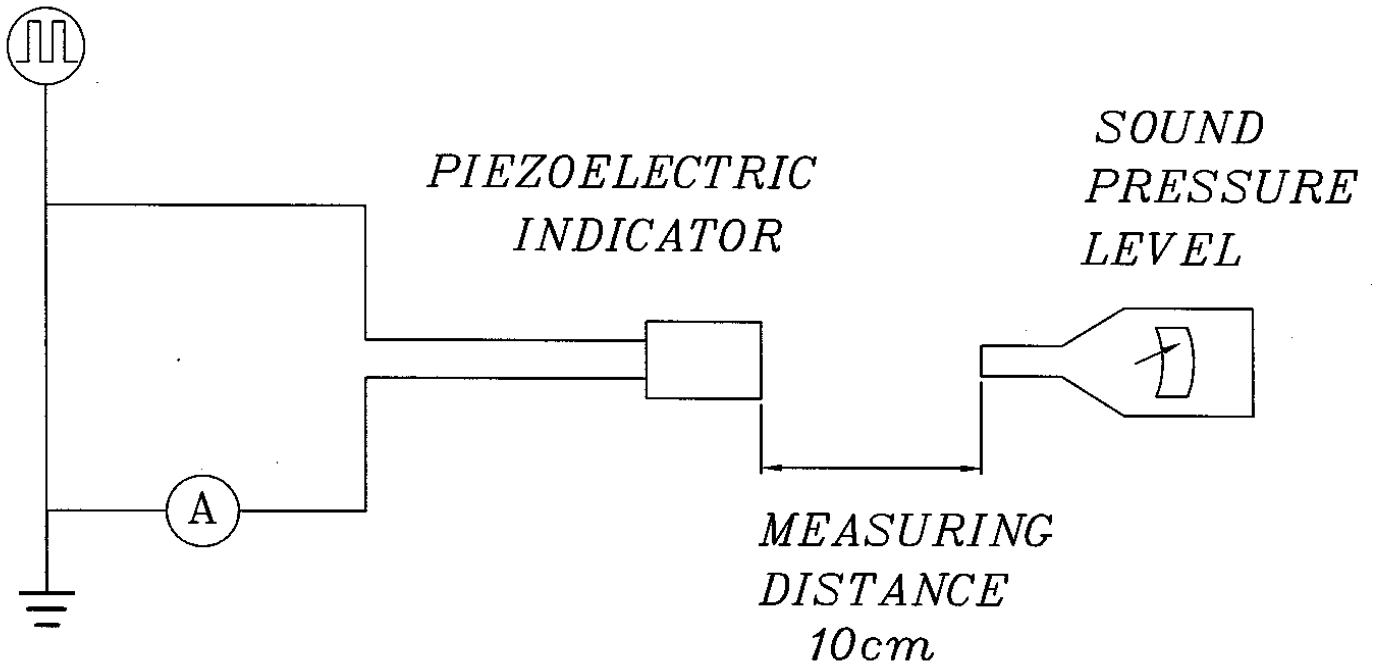 PIEZOELECTRIC
INDICATOR
SOUND
PRESSURE
LEVEL
A
MEASURING
DISTANCE
10cm